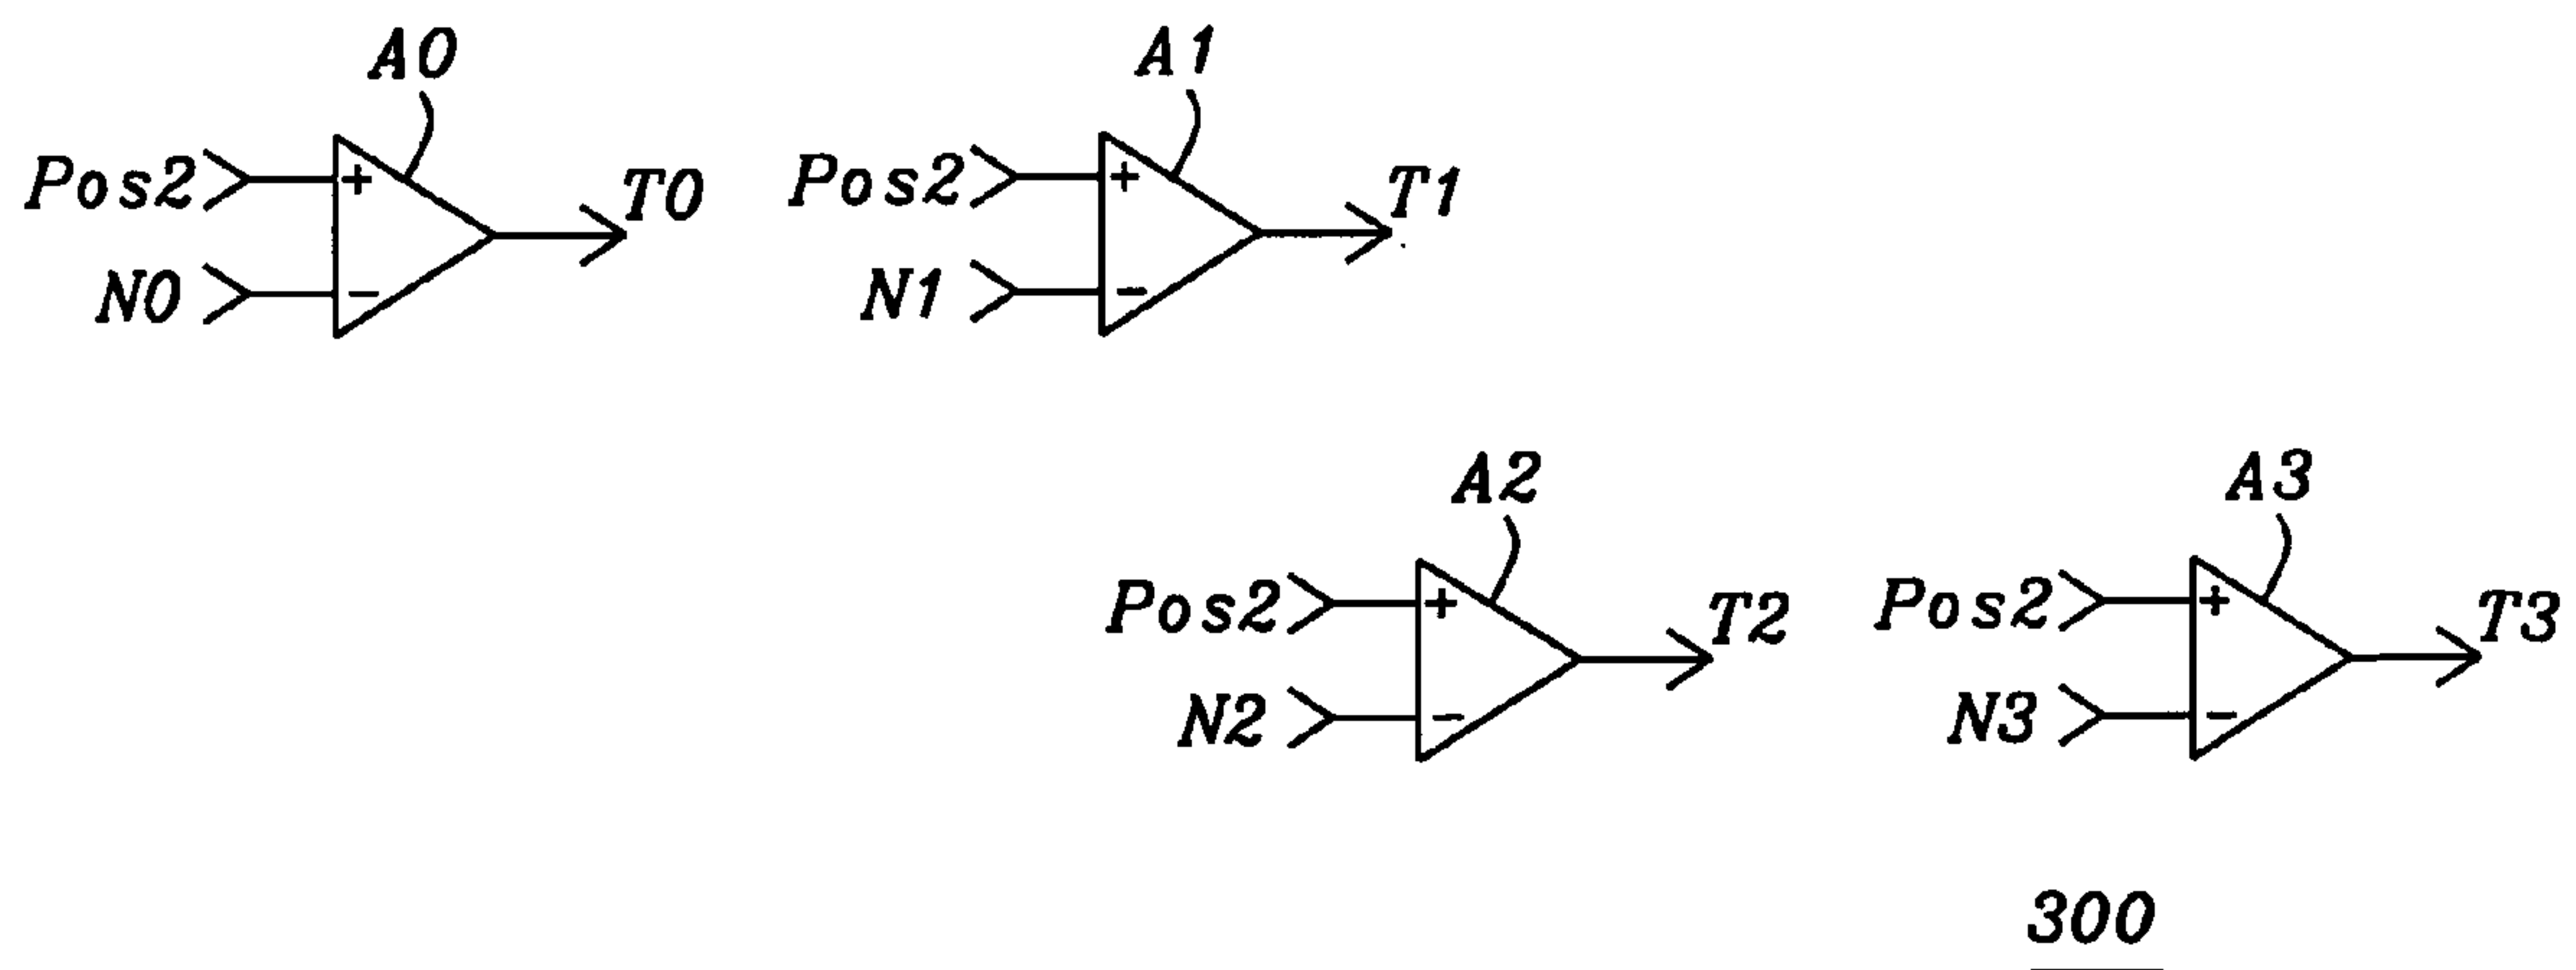 A0
A1
Pos2 + T0
Pos2 + T1
N0 -
N1 -
A2
A3
Pos2 + T2
Pos2 + T3
N2 -
N3 -
300